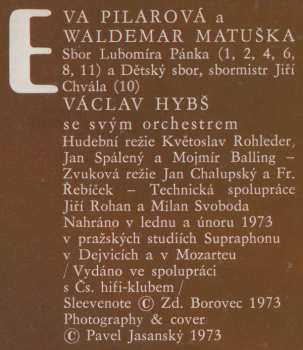 EVA PILAROVÁ a
WALDEMAR MATUŠKA
Sbor Lubomíra Pánka (1, 2, 4, 6,
8, 11) a Dětský sbor, sbormistr Jiří
Chvála (10)
VÁCLAV HYBŠ
se svým orchestrem
Hudební režie Květoslav Rohleder,
Jan Spálený a Mojmír Balling –
Zvuková režie Jan Chalupský a Fr.
Řebíček – Technická spolupráce
Jiří Rohan a Milan Svoboda
Nahráno v lednu a únoru 1973
v pražských studiích Supraphonu
v Dejvicích a v Mozarteu
/Vydáno ve spolupráci
s Čs. hifi-klubem/
Sleevenote © Zd. Borovec 1973
Photography & cover
© Pavel Jasanský 1973